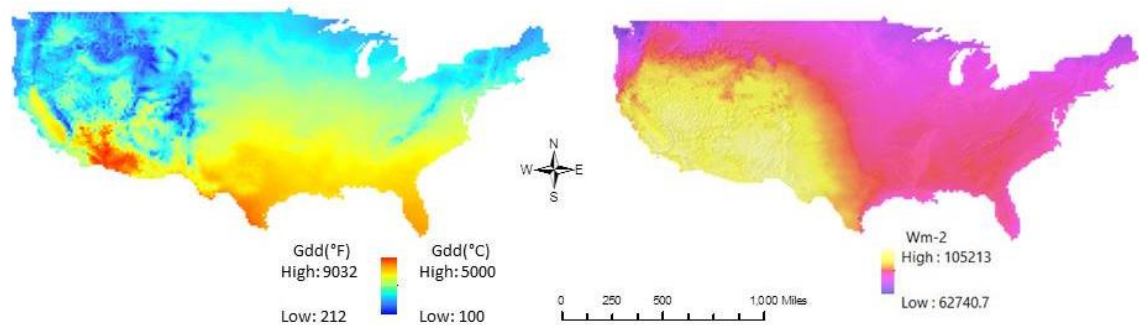 N
W E
S
Gdd(°F) Gdd(°C)
High: 9032 High: 5000
Low: 212 Low: 100
0 250 500 1,000 Miles
Wm-2
High : 105213
Low : 62740.7